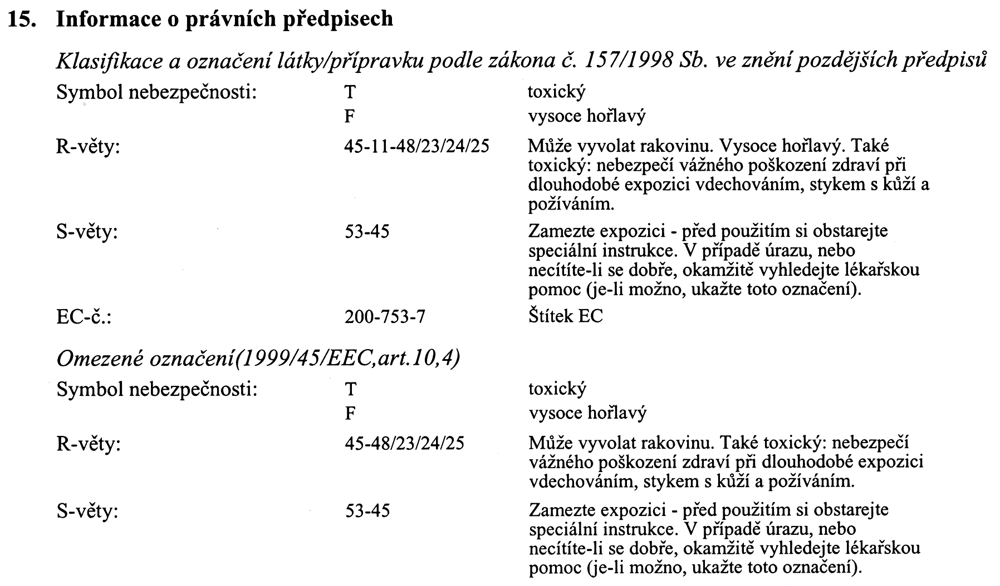 15. Informace o právních předpisech
Klasifikace a označení látky/přípravku podle zákona č. 157/1998 Sb. ve znění pozdějších předpisů
Symbol nebezpečnosti: T toxický
F vysoce hořlavý
R-věty: 45-11-48/23/24/25 Může vyvolat rakovinu. Vysoce hořlavý. Také
toxický: nebezpečí vážného poškození zdraví při
dlouhodobé expozici vdechováním, stykem s kůží a
požíváním.
S-věty: 53-45 Zamezte expozici - před použitím si obstarejte
speciální instrukce. V případě úrazu, nebo
necítíte-li se dobře, okamžitě vyhledejte lékařskou
pomoc (je-li možno, ukažte toto označení).
EC-č.: 200-753-7 Štítek EC
Omezené označení(1999/45/EEC,art.10,4)
Symbol nebezpečnosti: T toxický
F vysoce hořlavý
R-věty: 45-48/23/24/25 Může vyvolat rakovinu. Také toxický: nebezpečí
vážného poškození zdraví při dlouhodobé expozici
vdechováním, stykem s kůží a požíváním.
S-věty: 53-45 Zamezte expozici - před použitím si obstarejte
speciální instrukce. V případě úrazu, nebo
necítíte-li se dobře, okamžitě vyhledejte lékařskou
pomoc (je-li možno, ukažte toto označení).